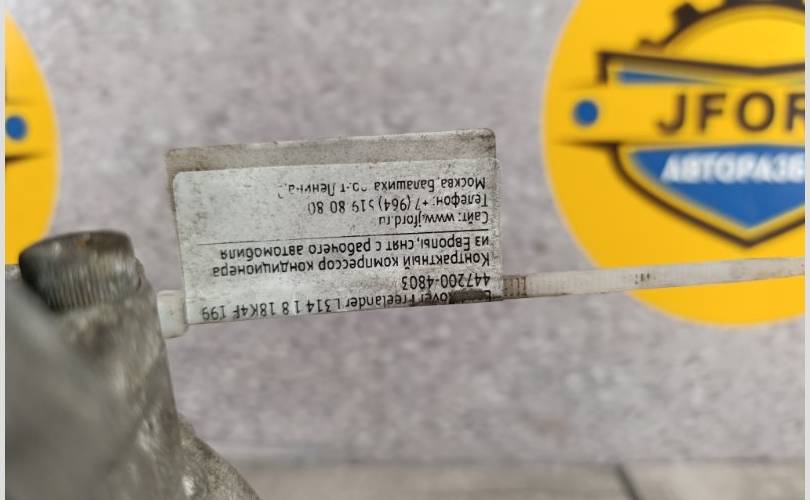 Rover Freelander L314 1.8 18K4F 199
447200-4803
Контрактный компрессор кондиционера
из Европы, снят с рабочего автомобиля
Сайт: www.jford.ru
Телефон: +7 (964) 519 80 80
Москва, Балашиха
JFOR
АВТОРАЗБ